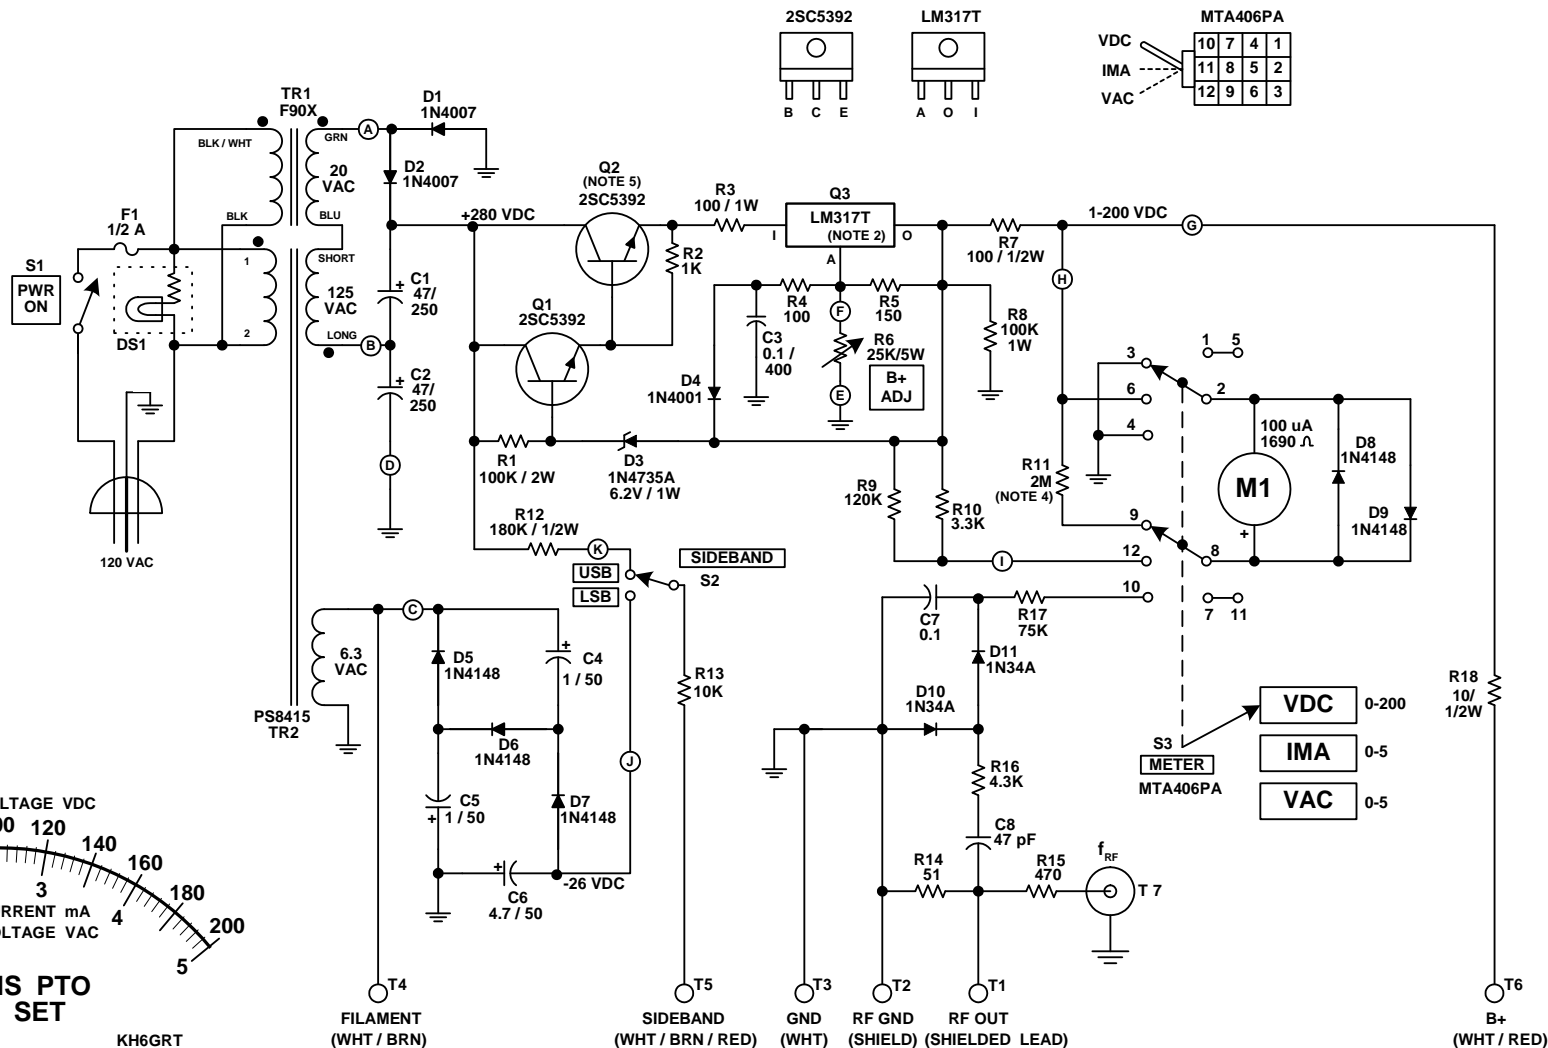 2SC5392
B C E
LM317T
A O I
MTA406PA
VDC
IMA
VAC
10 7 4 1
11 8 5 2
12 9 6 3
TR1
F90X
BLK / WHT
BLK
GRN
20
VAC
BLU
SHORT
125
VAC
LONG
1
2
F1
1/2 A
S1
PWR
ON
DS1
120 VAC
A
B
D
D1
1N4007
D2
1N4007
C1
47/
250
C2
47/
250
+280 VDC
Q2
(NOTE 5)
2SC5392
Q1
2SC5392
R2
1K
R3
100 / 1W
Q3
LM317T
(NOTE 2)
I
O
A
R4
100
R5
150
C3
0.1 /
400
F
R6
25K/5W
E
B+
ADJ
D4
1N4001
R1
100K / 2W
D3
1N4735A
6.2V / 1W
R7
100 / 1/2W
R8
100K
1W
R9
120K
R10
3.3K
1-200 VDC
G
H
R11
2M
(NOTE 4)
3
6
4
1 5
2
9
12
10
8
7 11
100 uA
1690 Ω
M1
+
D8
1N4148
D9
1N4148
R12
180K / 1/2W
K
USB
LSB
SIDEBAND
S2
I
C7
0.1
R17
75K
D11
1N34A
D10
1N34A
R16
4.3K
C8
47 pF
R14
51
R15
470
fRF
T 7
C
6.3
VAC
PS8415
TR2
D5
1N4148
C4
1 / 50
D6
1N4148
C5
1 / 50
D7
1N4148
C6
4.7 / 50
-26 VDC
J
R13
10K
S3
METER
MTA406PA
VDC 0-200
IMA 0-5
VAC 0-5
R18
10/
1/2W
LTAGE VDC
00 120 140 160 180 200
3 4 5
RRENT mA
LTAGE VAC
NS PTO
SET
KH6GRT
T4
FILAMENT
(WHT / BRN)
T5
SIDEBAND
(WHT / BRN / RED)
T3
GND
(WHT)
T2
RF GND
(SHIELD)
T1
RF OUT
(SHIELDED LEAD)
T6
B+
(WHT / RED)